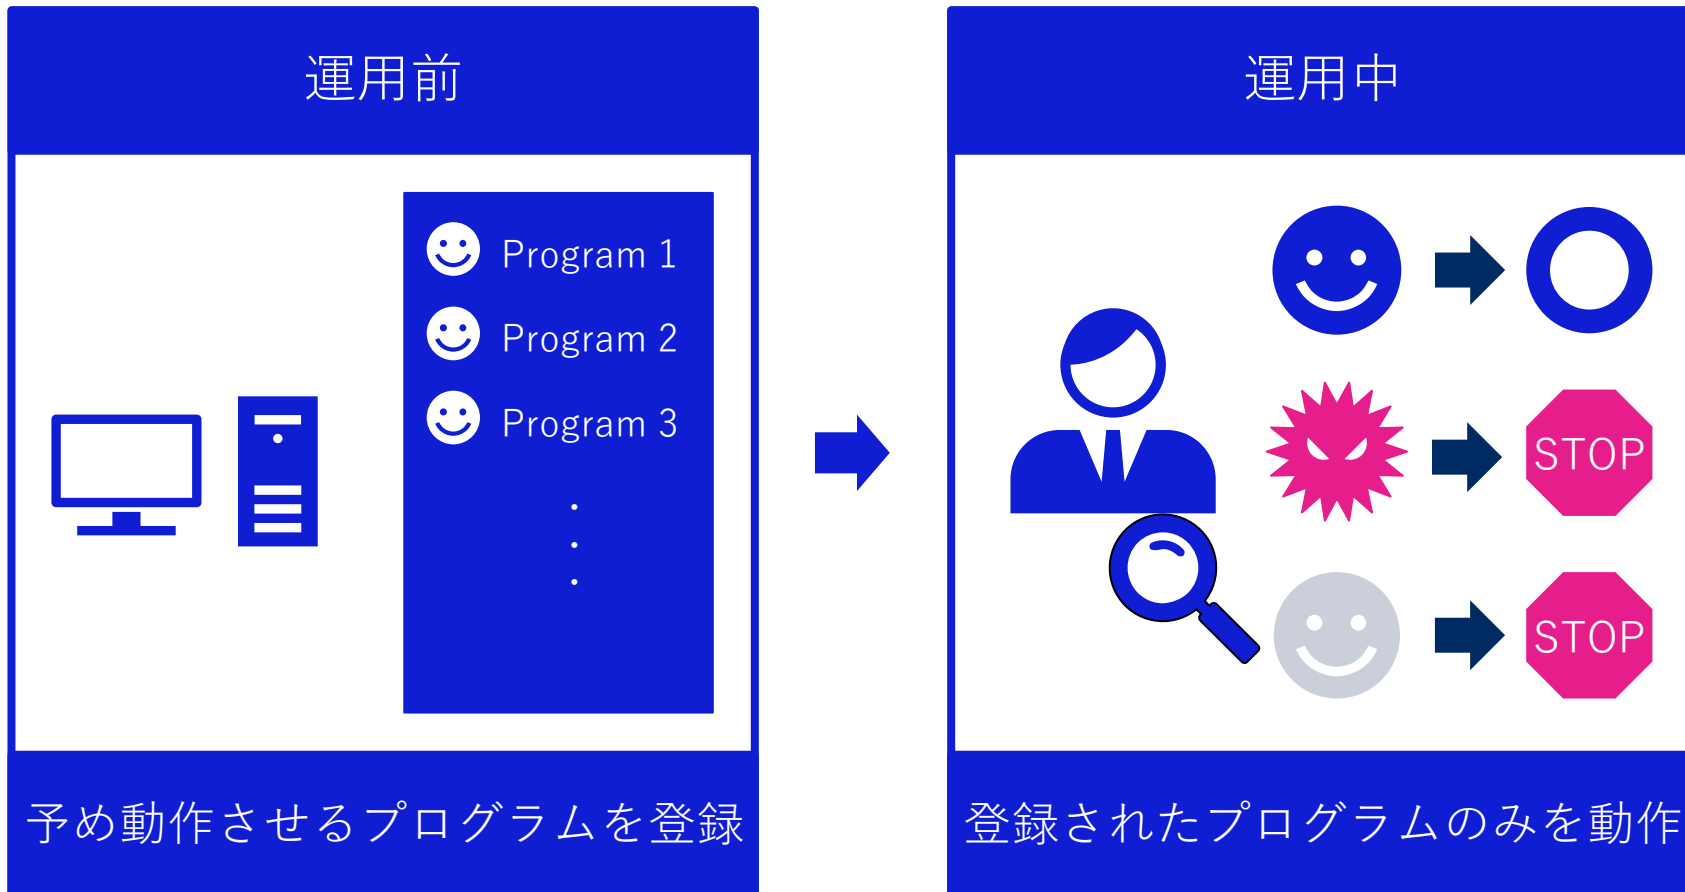 運用前
Program 1
Program 2
Program 3
・
・
・
予め動作させるプログラムを登録
運用中
STOP
STOP
登録されたプログラムのみを動作